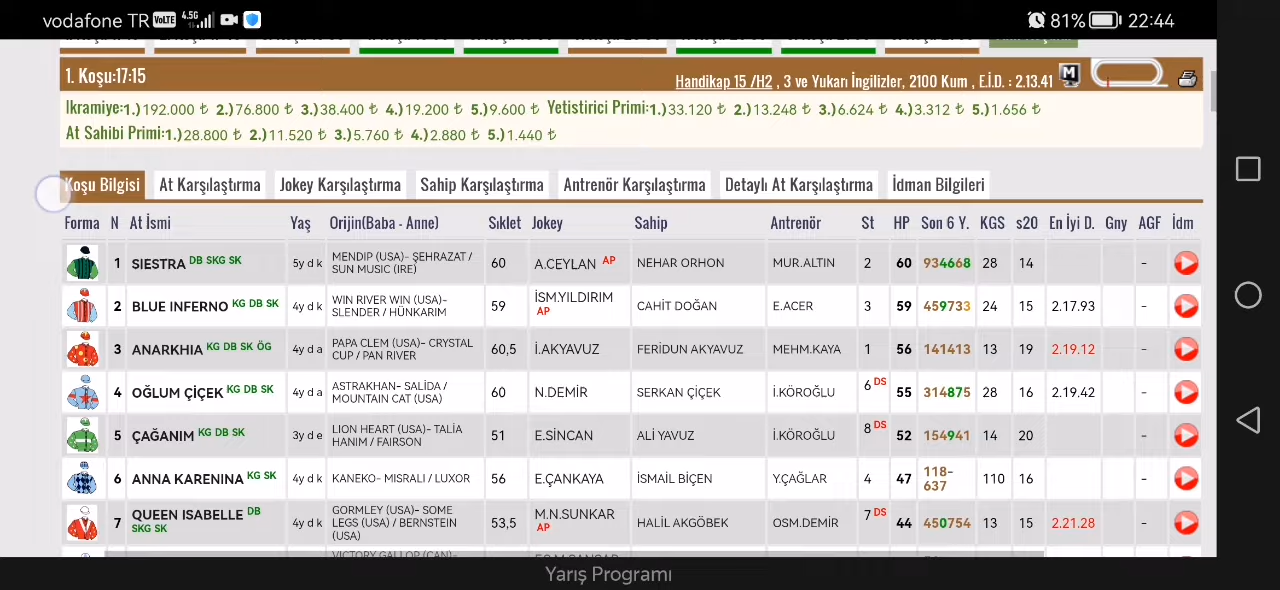 vodafone TR VoLTE 4.5G 81% 22:44
1. Koşu:17:15
Handikap 15 /H2 , 3 ve Yukarı İngilizler, 2100 Kum , E.İ.D. : 2.13.41 M
İkramiye:1.)192.000 ₺ 2.)76.800 ₺ 3.)38.400 ₺ 4.)19.200 ₺ 5.)9.600 ₺ Yetistirici Primi:1.)33.120 ₺ 2.)13.248 ₺ 3.)6.624 ₺ 4.)3.312 ₺ 5.)1.656 ₺
At Sahibi Primi:1.)28.800 ₺ 2.)11.520 ₺ 3.)5.760 ₺ 4.)2.880 ₺ 5.)1.440 ₺
Koşu Bilgisi At Karşılaştırma Jokey Karşılaştırma Sahip Karşılaştırma Antrenör Karşılaştırma Detaylı At Karşılaştırma İdman Bilgileri
Forma N At İsmi Yaş Orijin(Baba - Anne) Sıklet Jokey Sahip Antrenör St HP Son 6 Y. KGS s20 En İyi D. Gny AGF İdm
1 SIESTRA DB SKG SK 5y d k MENDIP (USA)- ŞEHRAZAT / SUN MUSIC (IRE) 60 A.CEYLAN AP NEHAR ORHON MUR.ALTIN 2 60 934668 28 14 -
2 BLUE INFERNO KG DB SK 4y d k WIN RIVER WIN (USA)- SLENDER / HÜNKARIM 59 İSM.YILDIRIM AP CAHİT DOĞAN E.ACER 3 59 459733 24 15 2.17.93 -
3 ANARKHIA KG DB SK ÖG 4y d a PAPA CLEM (USA)- CRYSTAL CUP / PAN RIVER 60,5 İ.AKYAVUZ FERİDUN AKYAVUZ MEHM.KAYA 1 56 141413 13 19 2.19.12 -
4 OĞLUM ÇİÇEK KG DB SK 4y d a ASTRAKHAN- SALİDA / MOUNTAIN CAT (USA) 60 N.DEMİR SERKAN ÇİÇEK İ.KÖROĞLU 6 DS 55 314875 28 16 2.19.42 -
5 ÇAĞANIM KG DB SK 3y d e LION HEART (USA)- TALİA HANIM / FAIRSON 51 E.SİNCAN ALİ YAVUZ İ.KÖROĞLU 8 DS 52 154941 14 20 -
6 ANNA KARENINA KG SK 4y d k KANEKO- MISRALI / LUXOR 56 E.ÇANKAYA İSMAİL BİÇEN Y.ÇAĞLAR 4 47 118-637 110 16 -
7 QUEEN ISABELLE DB SKG SK 4y d k GORMLEY (USA)- SOME LEGS (USA) / BERNSTEIN (USA) 53,5 M.N.SUNKAR AP HALİL AKGÖBEK OSM.DEMİR 7 DS 44 450754 13 15 2.21.28 -
Yarış Programı